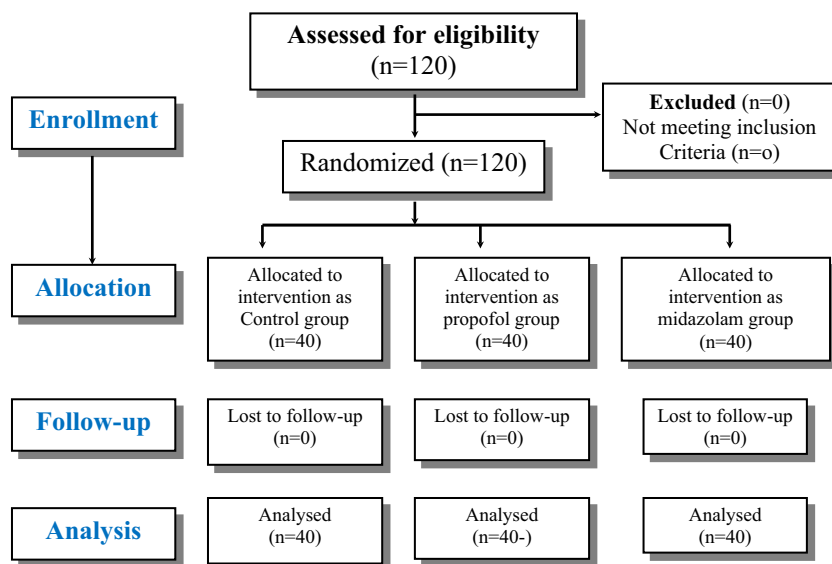 Assessed for eligibility
(n=120)
Enrollment
Excluded (n=0)
Not meeting inclusion
Criteria (n=o)
Randomized (n=120)
Allocation
Allocated to
intervention as
Control group
(n=40)
Allocated to
intervention as
propofol group
(n=40)
Allocated to
intervention as
midazolam group
(n=40)
Follow-up
Lost to follow-up
(n=0)
Lost to follow-up
(n=0)
Lost to follow-up
(n=0)
Analysis
Analysed
(n=40)
Analysed
(n=40-)
Analysed
(n=40)